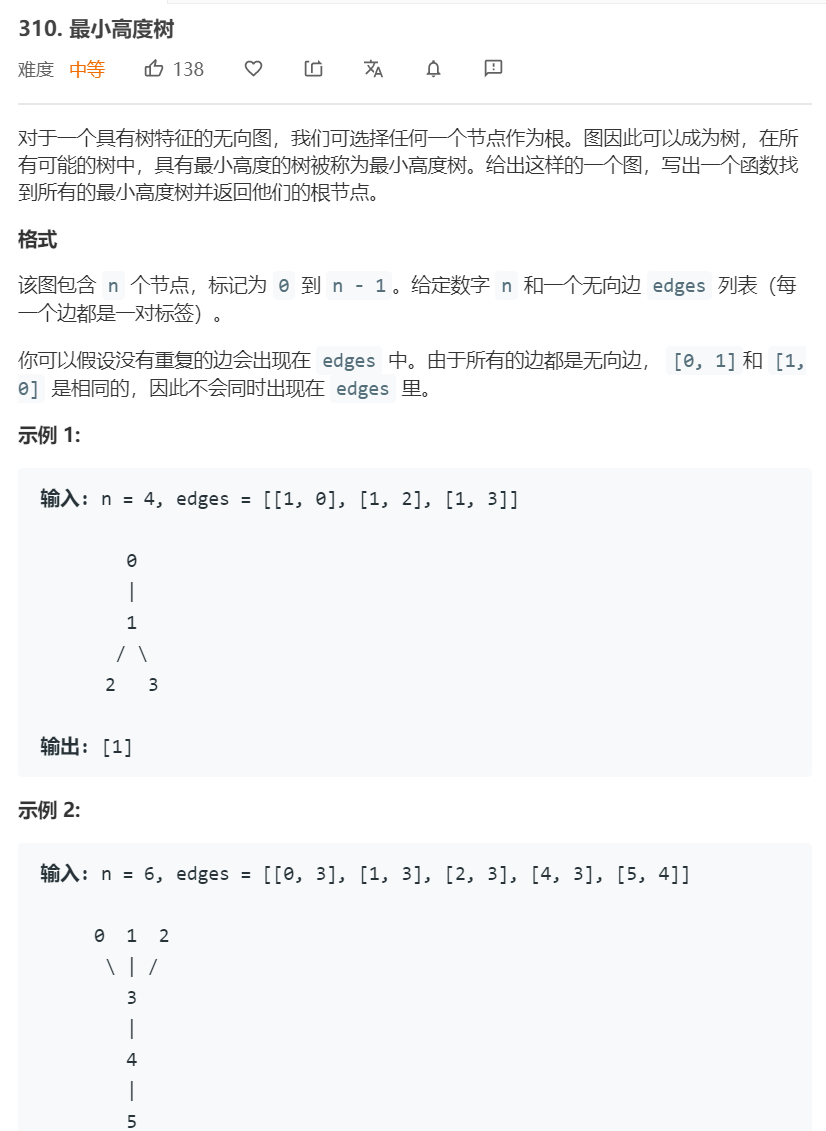 310. 最小高度树
难度 中等 138
对于一个具有树特征的无向图，我们可选择任何一个节点作为根。图因此可以成为树，在所
有可能的树中，具有最小高度的树被称为最小高度树。给出这样的一个图，写出一个函数找
到所有的最小高度树并返回他们的根节点。
格式
该图包含 n 个节点，标记为 0 到 n - 1 。给定数字 n 和一个无向边 edges 列表（每
一个边都是一对标签）。
你可以假设没有重复的边会出现在 edges 中。由于所有的边都是无向边， [0, 1]和 [1,
0] 是相同的，因此不会同时出现在 edges 里。
示例 1:
输入: n = 4, edges = [[1, 0], [1, 2], [1, 3]]
0
|
1
/ \
2 3
输出: [1]
示例 2:
输入: n = 6, edges = [[0, 3], [1, 3], [2, 3], [4, 3], [5, 4]]
0 1 2
\ | /
3
|
4
|
5